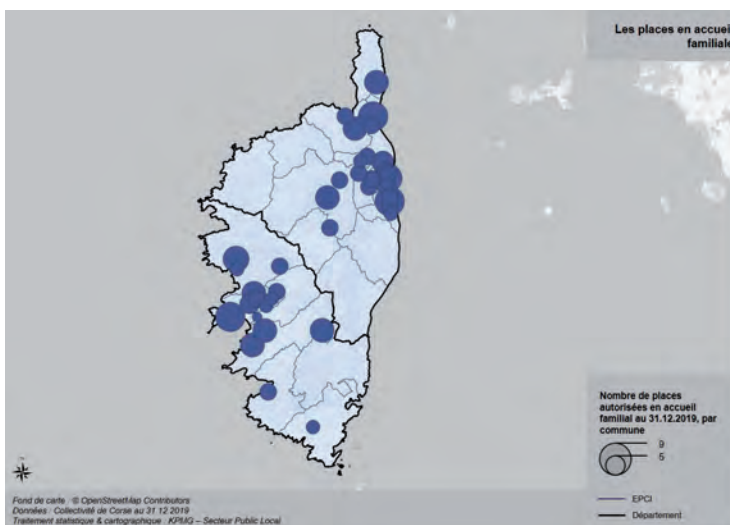 Les places en accueil
familiale
Nombre de places
autorisées en accueil
familial au 31.12.2019, par
commune
9
5
EPCI
Département
Fond de carte : © OpenStreetMap Contributors
Données : Collectivité de Corse au 31 12 2019
Traitement statistique & cartographique : KPMG – Secteur Public Local